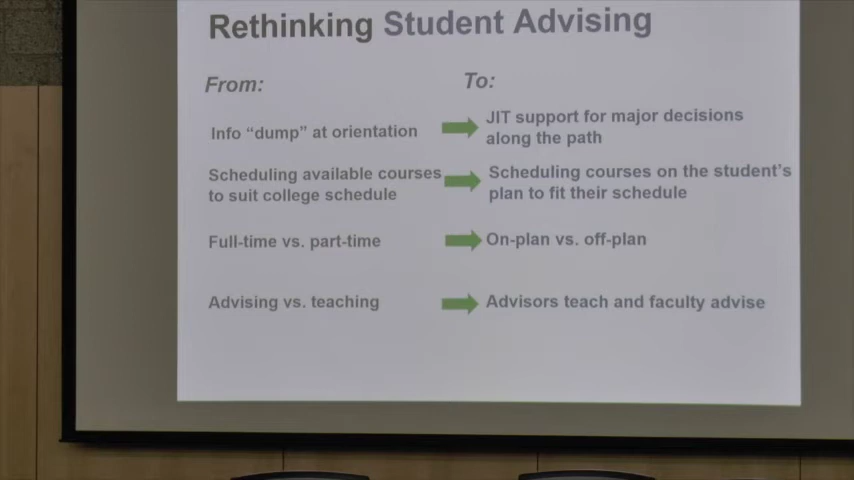 Rethinking Student Advising
From:
To:
Info “dump” at orientation
JIT support for major decisions
along the path
Scheduling available courses
to suit college schedule
Scheduling courses on the student’s
plan to fit their schedule
Full-time vs. part-time
On-plan vs. off-plan
Advising vs. teaching
Advisors teach and faculty advise